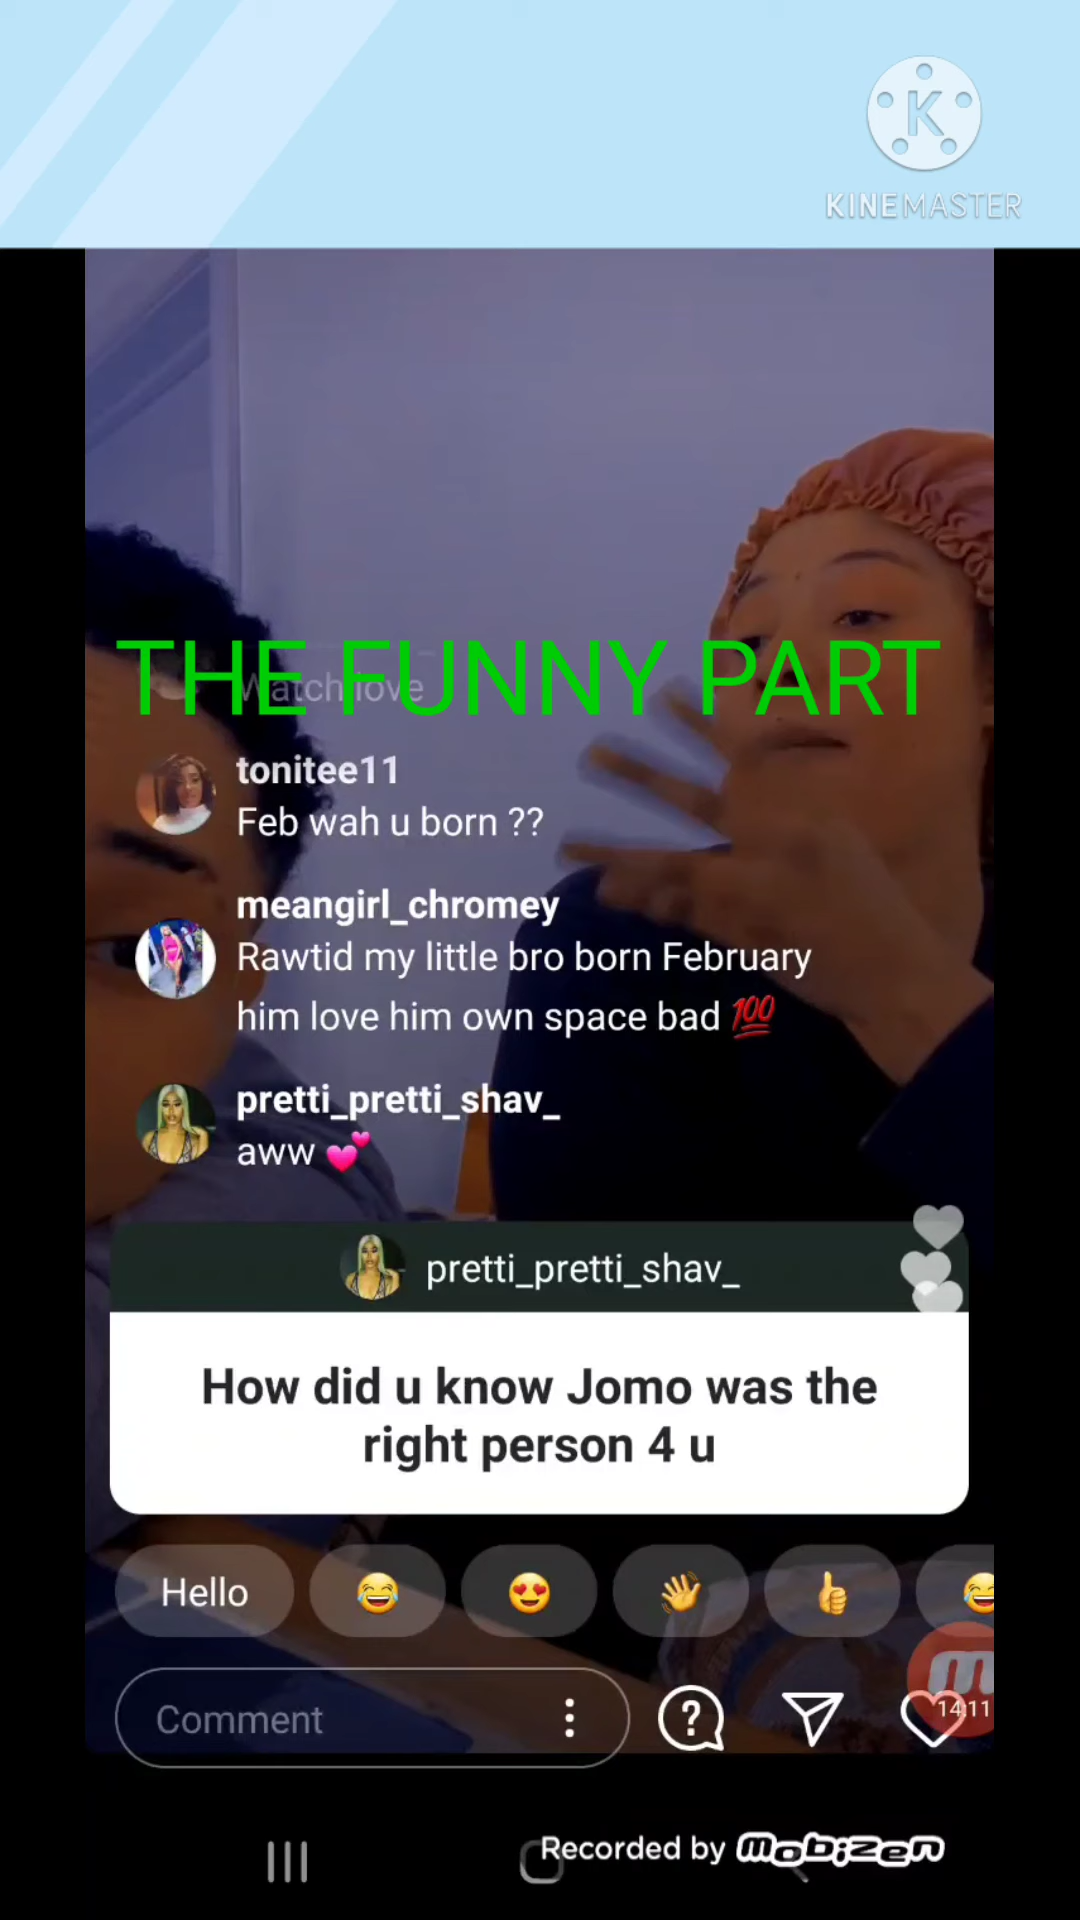 K
KINEMASTER
THE FUNNY PART
Watch love
tonitee11
Feb wah u born ??
meangirl_chromey
Rawtid my little bro born February
him love him own space bad 💯
pretti_pretti_shav_
aww 💕
pretti_pretti_shav_
How did u know Jomo was the
right person 4 u
Hello 😂 😍 👋 👍 😂
m
Comment ? 14:11
Recorded by mobizen